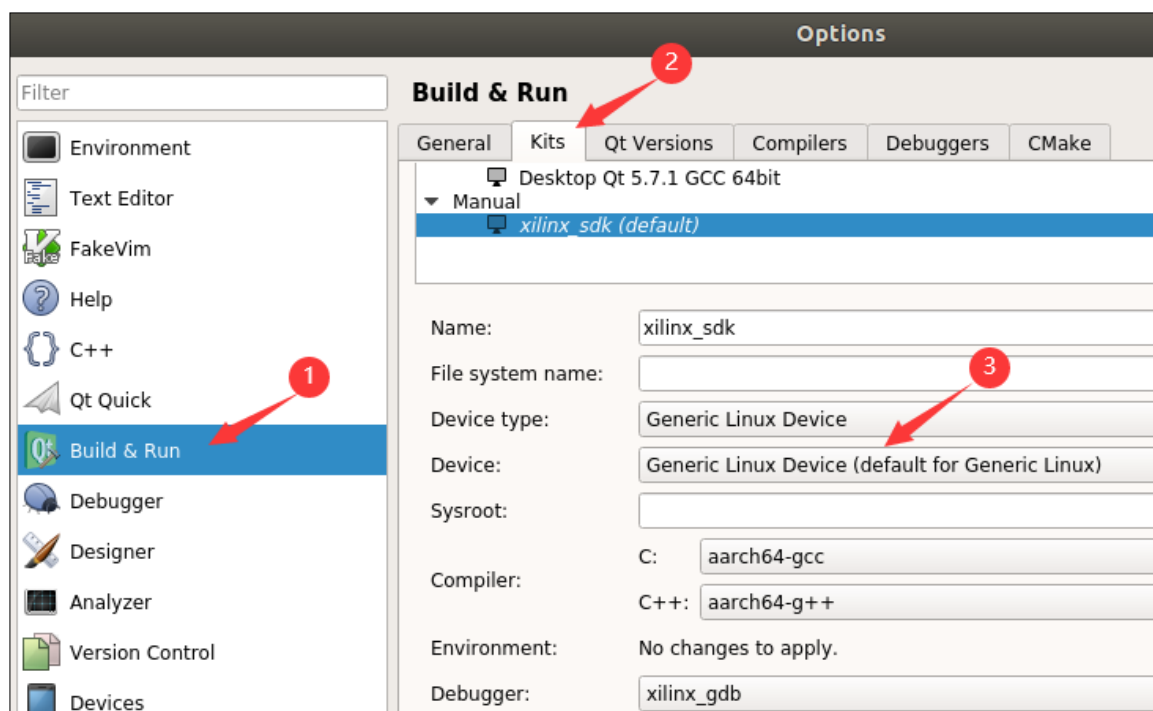 Options
2
Filter
Build & Run
General Kits Qt Versions Compilers Debuggers CMake
Environment
Text Editor
FakeVim
Help
C++
Qt Quick
Build & Run
Debugger
Designer
Analyzer
Version Control
Devices
1
Desktop Qt 5.7.1 GCC 64bit
Manual
xilinx_sdk (default)
Name: xilinx_sdk
File system name:
3
Device type: Generic Linux Device
Device: Generic Linux Device (default for Generic Linux)
Sysroot:
Compiler:
C: aarch64-gcc
C++: aarch64-g++
Environment: No changes to apply.
Debugger: xilinx_gdb